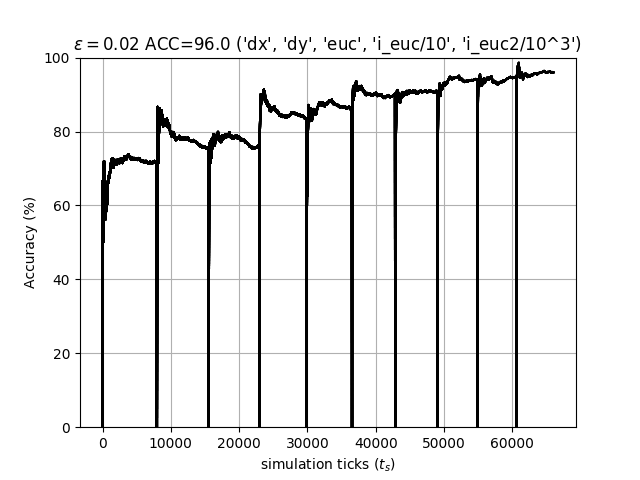 ε = 0.02 ACC=96.0 ('dx', 'dy', 'euc', 'i_euc/10', 'i_euc2/10^3')
100
80
60
40
20
0
Accuracy (%)
0 10000 20000 30000 40000 50000 60000
simulation ticks (tₛ)